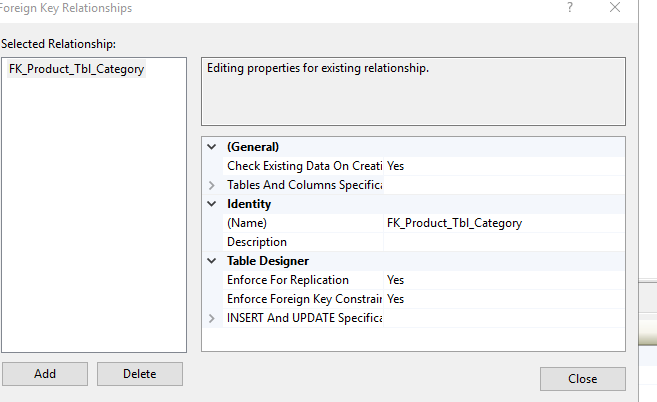 Foreign Key Relationships
?
Selected Relationship:
FK_Product_Tbl_Category
Editing properties for existing relationship.
(General)
Check Existing Data On Creati Yes
Tables And Columns Specifica
Identity
(Name) FK_Product_Tbl_Category
Description
Table Designer
Enforce For Replication Yes
Enforce Foreign Key Constrain Yes
INSERT And UPDATE Specifica
Add Delete
Close